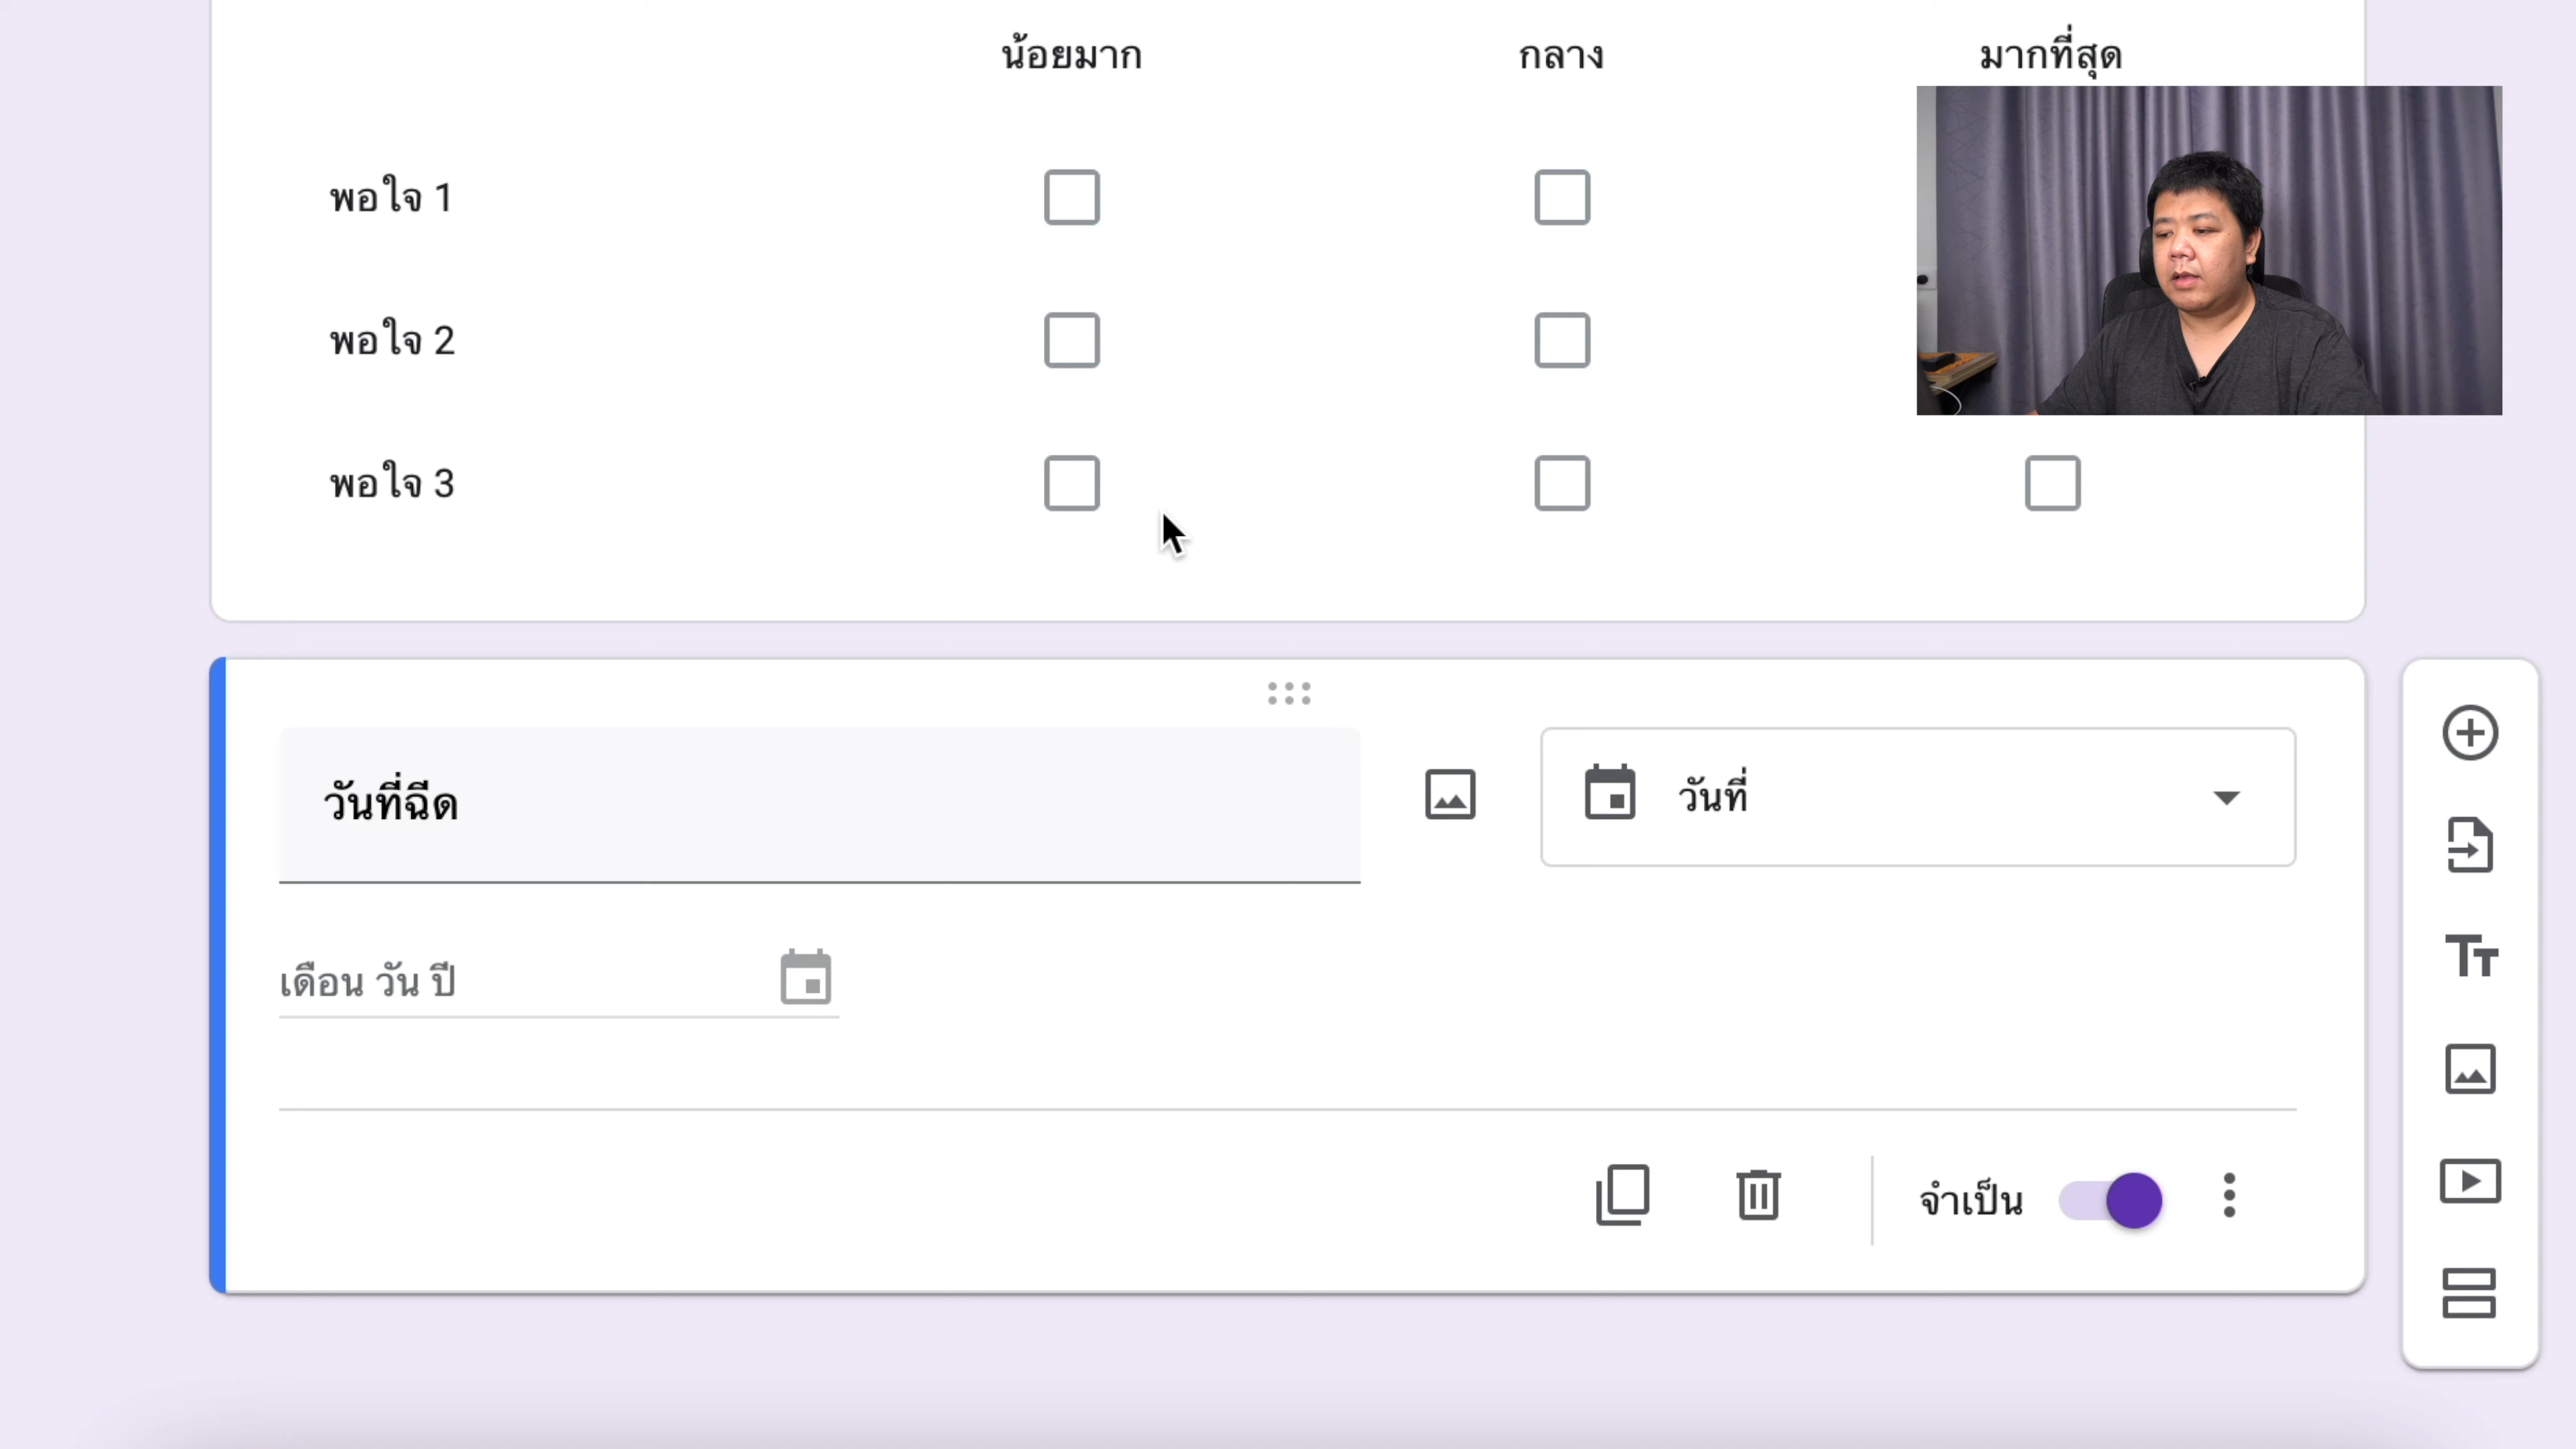 น้อยมาก กลาง มากที่สุด
พอใจ 1
พอใจ 2
พอใจ 3
วันที่ฉีด
วันที่
เดือน วัน ปี
จำเป็น